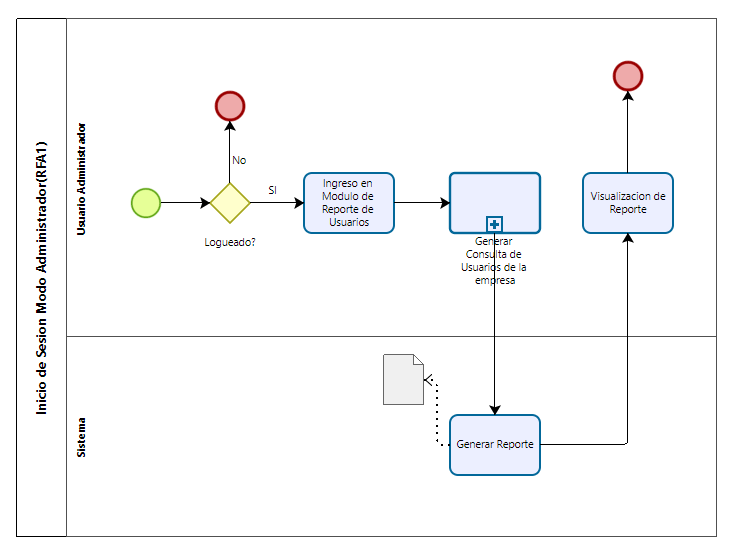 Inicio de Sesion Modo Administrador(RFA1)
Usuario Administrador
No
SI
Logueado?
Ingreso en
Modulo de
Reporte de
Usuarios
Generar
Consulta de
Usuarios de la
empresa
Visualizacion de
Reporte
Sistema
Generar Reporte